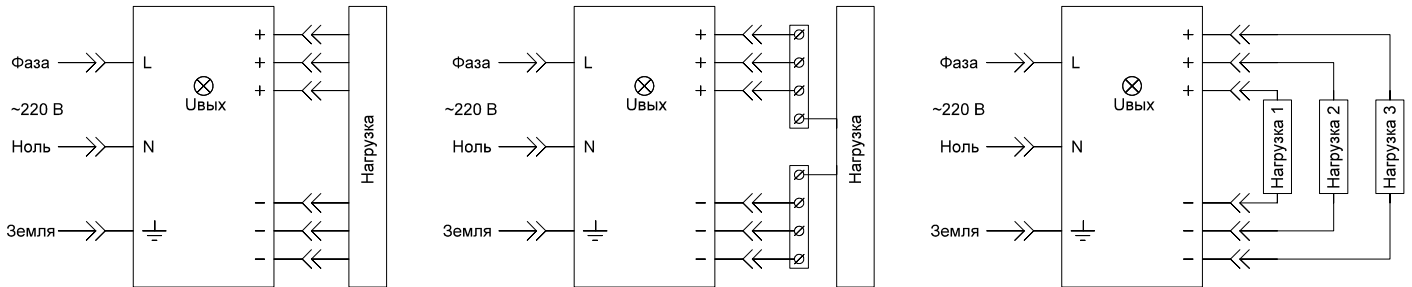 Фаза
L
+
+
+
Uвых
~220 В
Ноль
N
Земля
−
−
−
Нагрузка
Фаза
L
+
+
+
Uвых
~220 В
Ноль
N
Земля
−
−
−
Нагрузка
Фаза
L
+
+
+
Uвых
~220 В
Ноль
N
Земля
−
−
−
Нагрузка 1
Нагрузка 2
Нагрузка 3